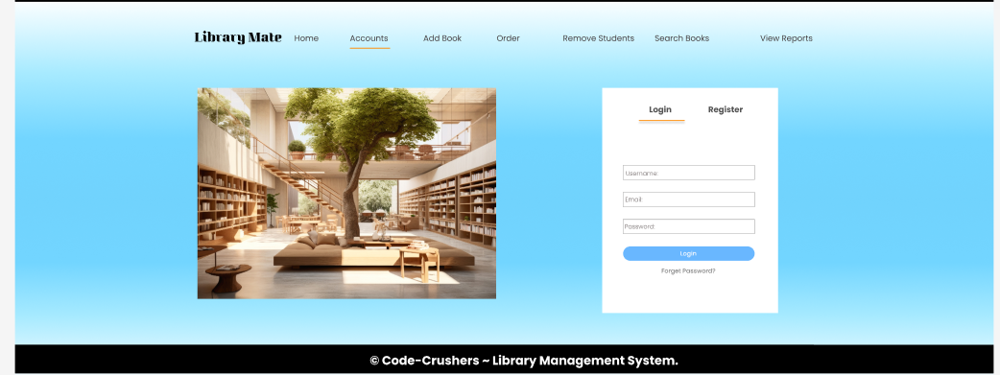 Library Mate Home Accounts Add Book Order Remove Students Search Books View Reports
Login Register
Username:
Email:
Password:
Login
Forget Password?
© Code-Crushers ~ Library Management System.